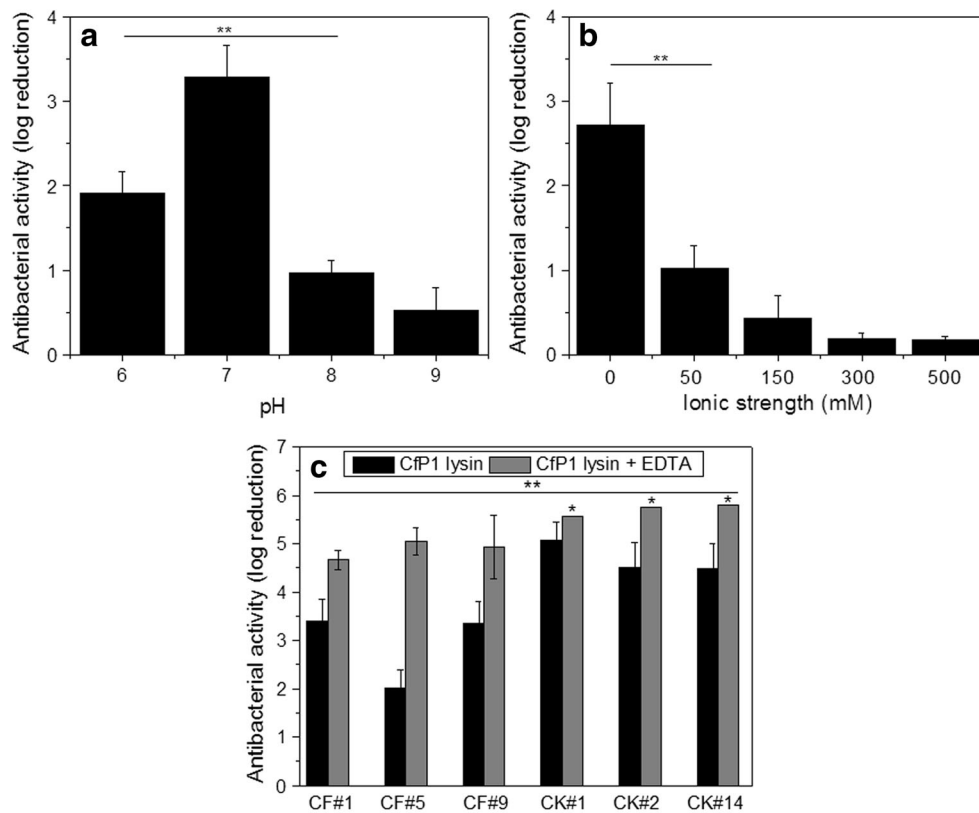 a
**
Antibacterial activity (log reduction)
4
3
2
1
0
6 7 8 9
pH
b
**
Antibacterial activity (log reduction)
4
3
2
1
0
0 50 150 300 500
Ionic strength (mM)
c
CfP1 lysin CfP1 lysin + EDTA
**
* * *
Antibacterial activity (log reduction)
7
6
5
4
3
2
1
0
CF#1 CF#5 CF#9 CK#1 CK#2 CK#14